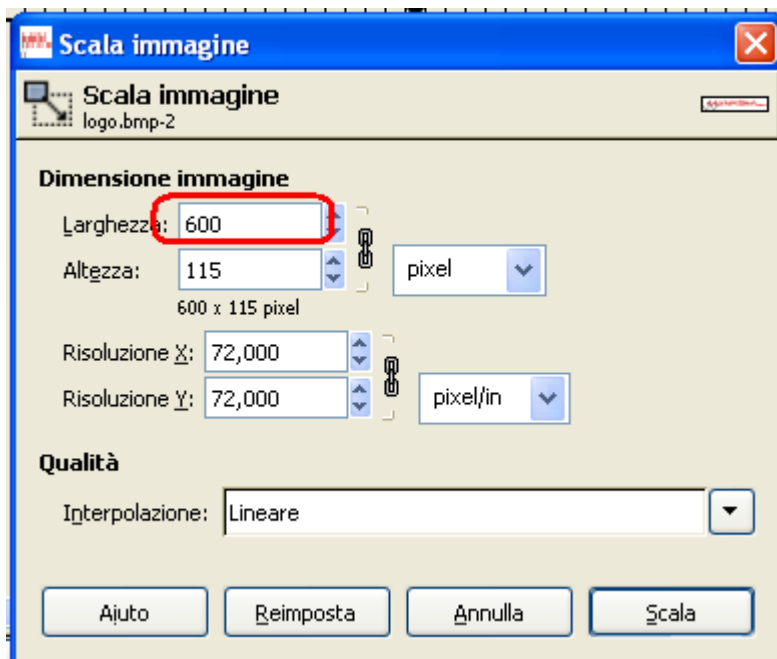 Scala immagine
Scala immagine
logo.bmp-2
Dimensione immagine
Larghezza: 600
Altezza: 115 pixel
600 x 115 pixel
Risoluzione X: 72,000
Risoluzione Y: 72,000 pixel/in
Qualità
Interpolazione: Lineare
Aiuto Reimposta Annulla Scala